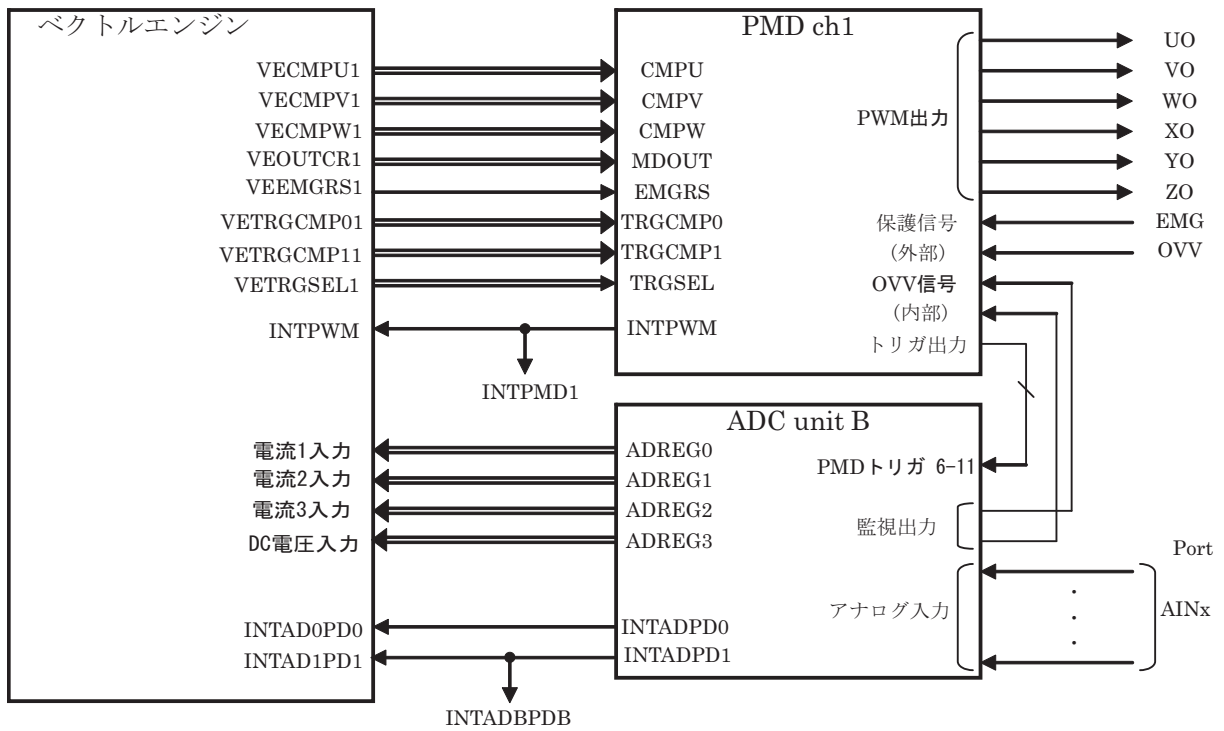 ベクトルエンジン
VECMPU1
VECMPV1
VECMPW1
VEOUTCR1
VEEMGRS1
VETRGCMP01
VETRGCMP11
VETRGSEL1
INTPWM
電流1入力
電流2入力
電流3入力
DC電圧入力
INTAD0PD0
INTAD1PD1
INTPMD1
INTADBPDB
PMD ch1
CMPU
CMPV
CMPW
MDOUT
EMGRS
TRGCMP0
TRGCMP1
TRGSEL
INTPWM
PWM出力
保護信号
(外部)
OVV信号
(内部)
トリガ出力
UO
VO
WO
XO
YO
ZO
EMG
OVV
ADC unit B
ADREG0
ADREG1
ADREG2
ADREG3
INTADPD0
INTADPD1
PMDトリガ 6-11
監視出力
アナログ入力
Port
AINx